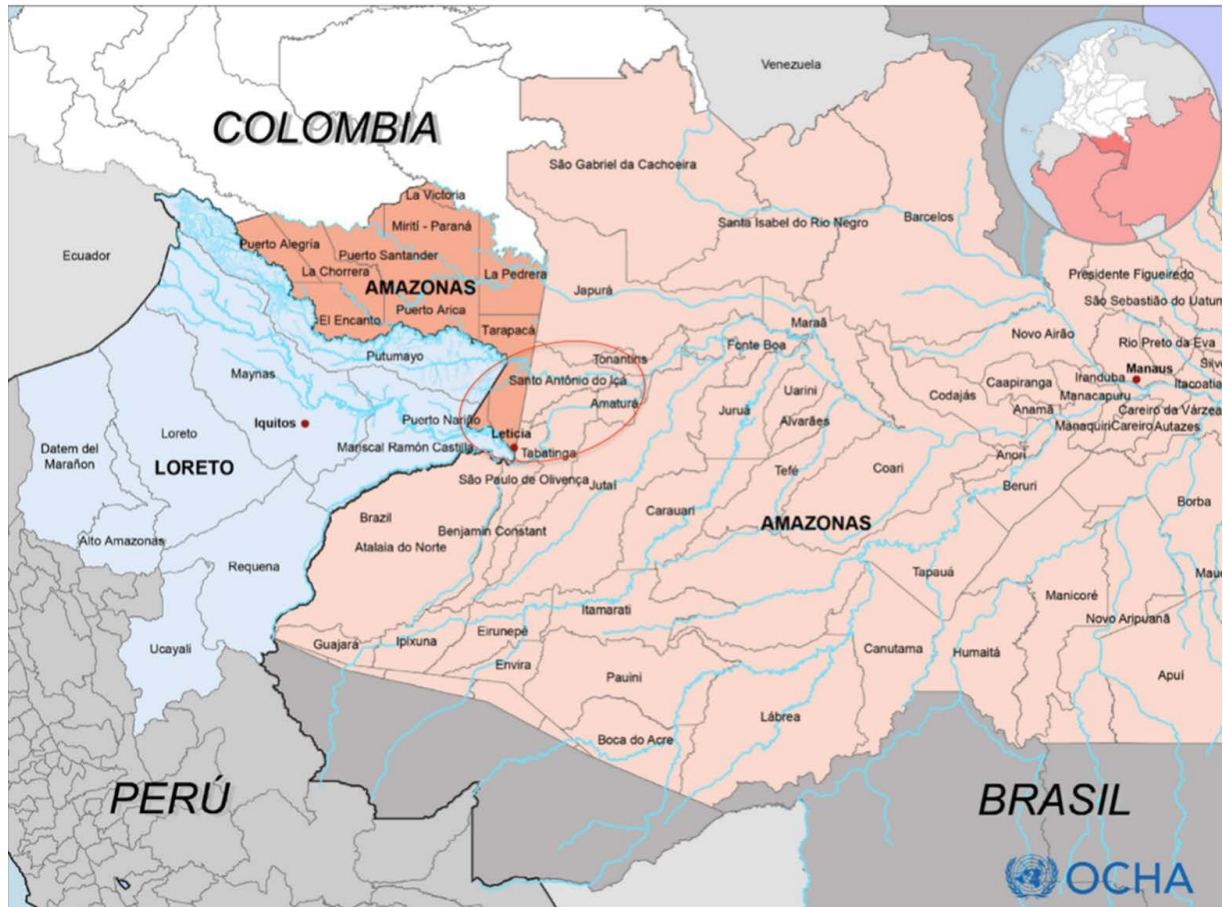 COLOMBIA
Venezuela
São Gabriel da Cachoeira
La Victoria
Mirití - Paraná
Santa Isabel do Rio Negro
Barcelos
Puerto Alegría
Puerto Santander
Ecuador
La Chorrera
AMAZONAS
La Pedrera
Presidente Figueiredo
Japurá
São Sebastião do Uatum
El Encanto
Puerto Arica
Tarapacá
Maraã
Novo Airão
Rio Preto da Eva
Fonte Boa
Putumayo
Tonantins
Silve
Maynas
Santo Antônio do Içá
Manaus
Iranduba
Itacoatia
Uarini
Caapiranga
Codajás
Manacapuru
Amaturá
Juruá
Anamã
Careiro da Várzea
Puerto Nariño
Alvarães
Iquitos
Manaquiri
Careiro
Autazes
Loreto
Leticia
Mariscal Ramón Castilla
Tabatinga
Datem del
Marañon
LORETO
Anori
Coari
Tefé
São Paulo de Olivença
Jutaí
Beruri
Borba
Carauari
AMAZONAS
Brazil
Benjamin Constant
Alto Amazonas
Atalaia do Norte
Requena
Tapauá
Maué
Manicoré
Itamarati
Novo Aripuanã
Guajará
Ipixuna
Eirunepé
Ucayali
Canutama
Humaitá
Envira
Pauini
Apuí
Lábrea
Boca do Acre
PERÚ
BRASIL
OCHA